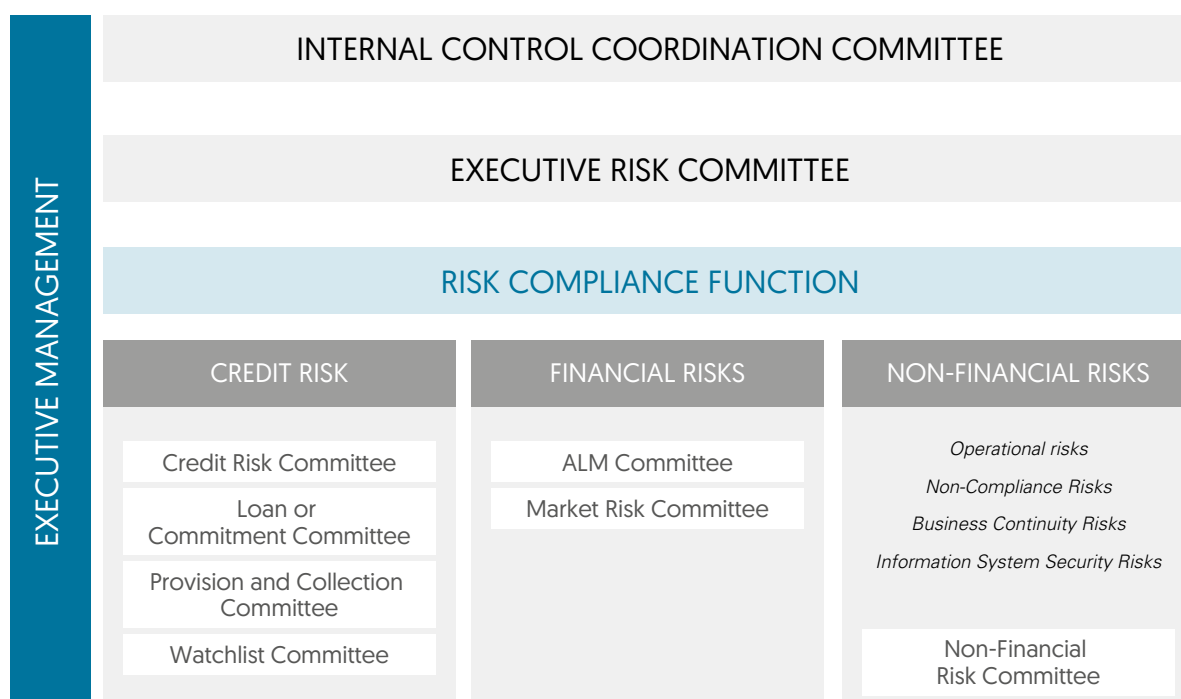 EXECUTIVE MANAGEMENT
INTERNAL CONTROL COORDINATION COMMITTEE
EXECUTIVE RISK COMMITTEE
RISK COMPLIANCE FUNCTION
CREDIT RISK
Credit Risk Committee
Loan or
Commitment Committee
Provision and Collection
Committee
Watchlist Committee
FINANCIAL RISKS
ALM Committee
Market Risk Committee
NON-FINANCIAL RISKS
Operational risks
Non-Compliance Risks
Business Continuity Risks
Information System Security Risks
Non-Financial
Risk Committee